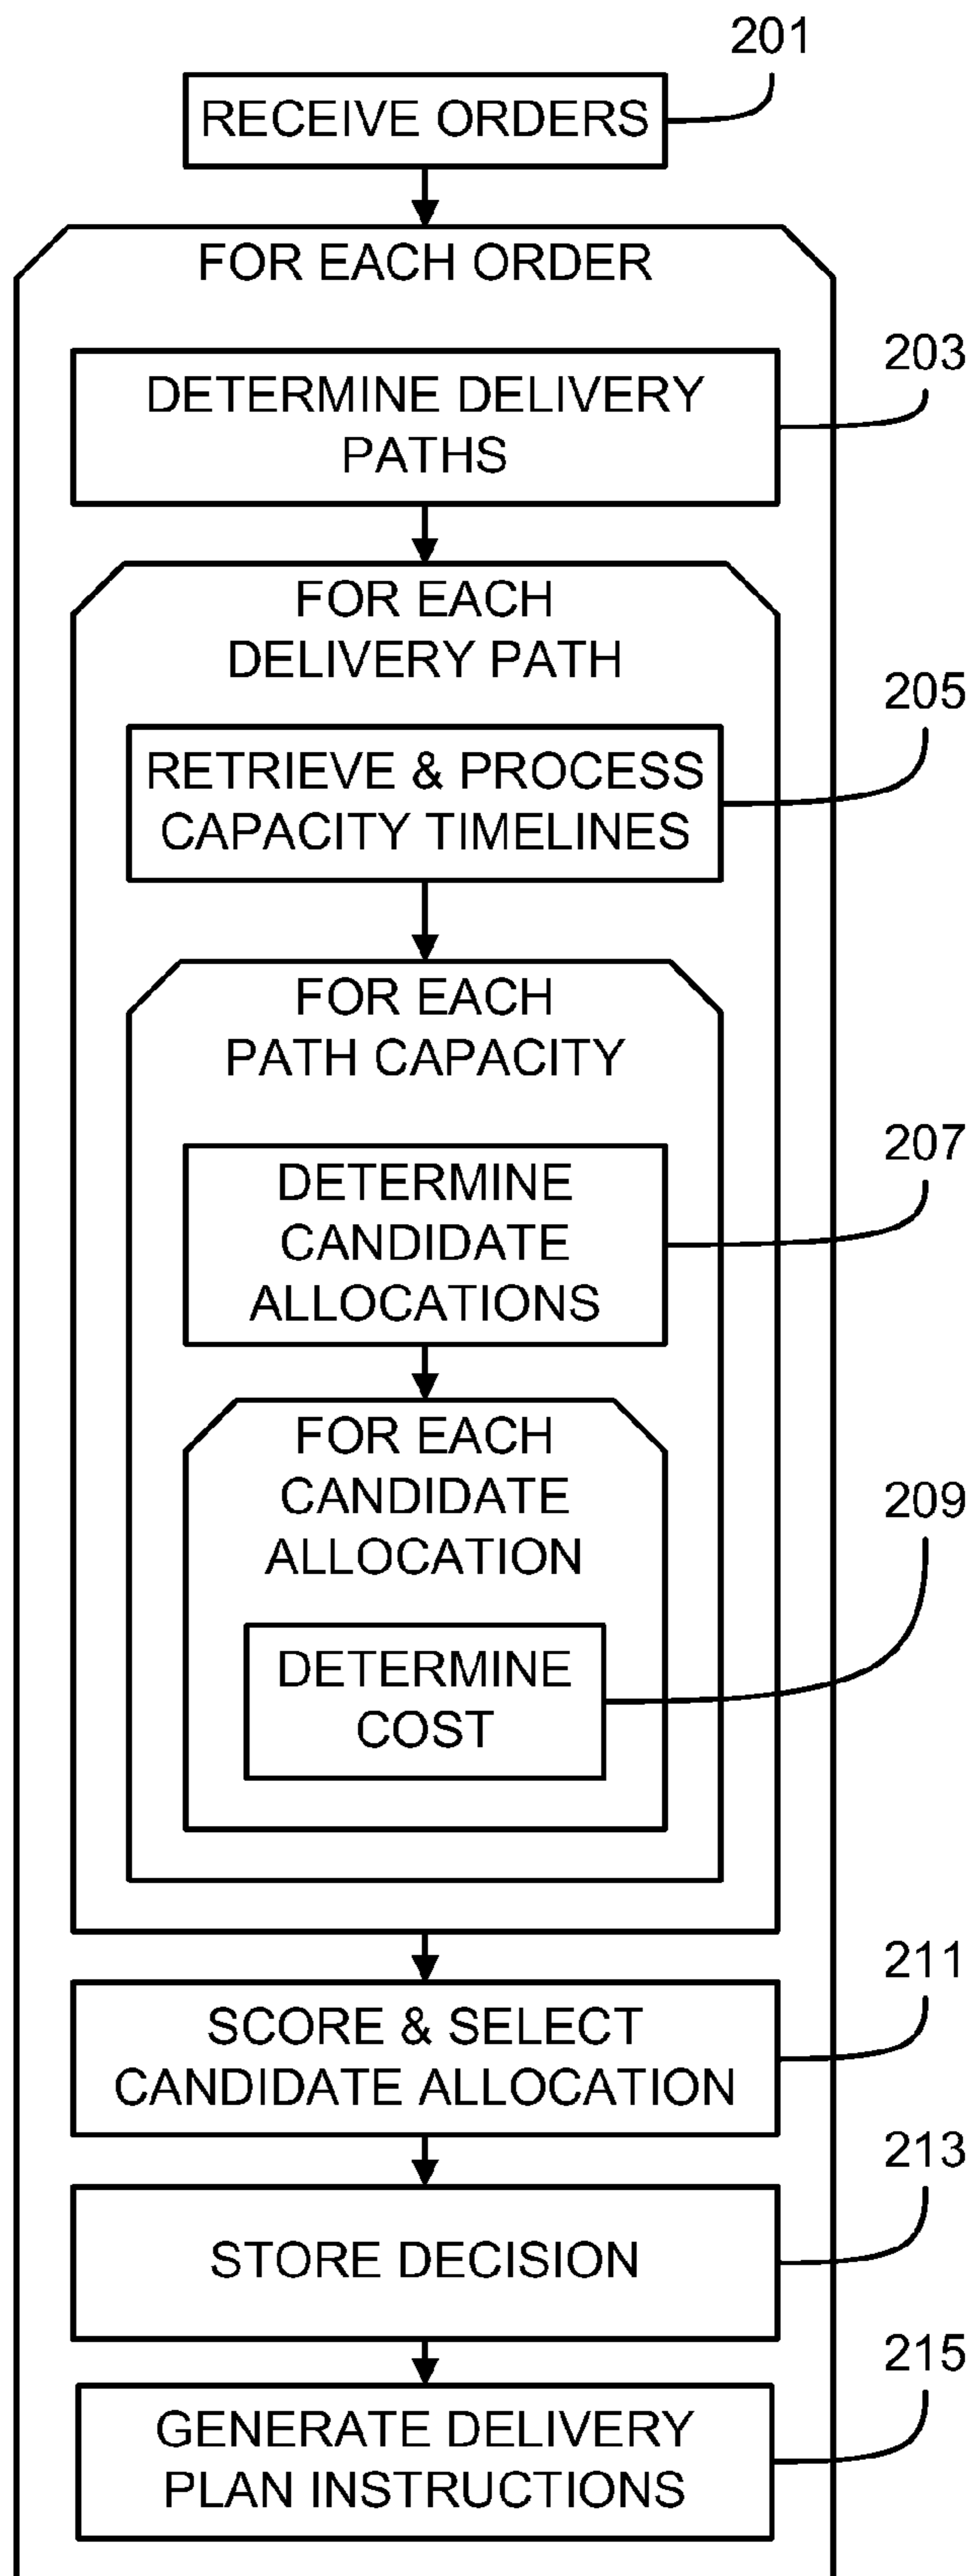 201
RECEIVE ORDERS
FOR EACH ORDER
203
DETERMINE DELIVERY
PATHS
FOR EACH
DELIVERY PATH
205
RETRIEVE & PROCESS
CAPACITY TIMELINES
FOR EACH
PATH CAPACITY
207
DETERMINE
CANDIDATE
ALLOCATIONS
FOR EACH
CANDIDATE
ALLOCATION
209
DETERMINE
COST
211
SCORE & SELECT
CANDIDATE ALLOCATION
213
STORE DECISION
215
GENERATE DELIVERY
PLAN INSTRUCTIONS